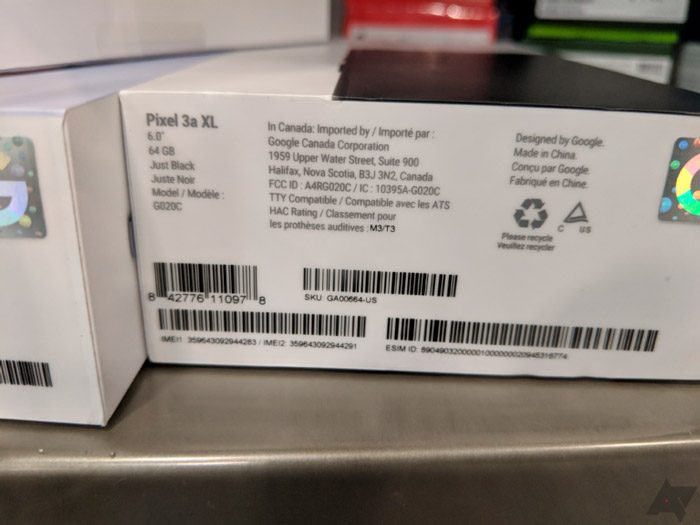 Pixel 3a XL
6.0"
64 GB
Just Black
Juste Noir
Model / Modèle :
G020C
In Canada: Imported by / Importé par :
Google Canada Corporation
1959 Upper Water Street, Suite 900
Halifax, Nova Scotia, B3J 3N2, Canada
FCC ID : A4RG020C / IC : 10395A-G020C
TTY Compatible / Compatible avec les ATS
HAC Rating / Classement pour
les prothèses auditives : M3/T3
Designed by Google.
Made in China.
Conçu par Google.
Fabriqué en Chine.
C US
Please recycle
Veuillez recycler
8 42776 11097 8
SKU: GA00664-US
IMEI1: 359643092944283 / IMEI2: 359643092944291
ESIM ID: